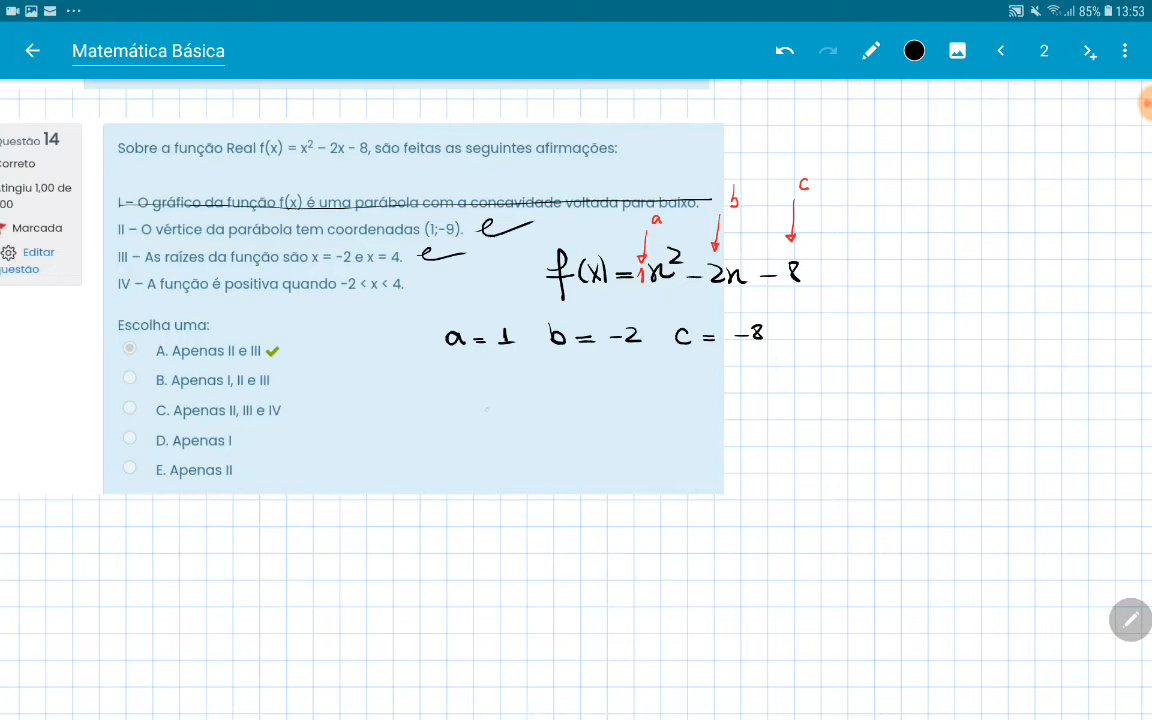 85% 13:53
Matemática Básica
2
Questão 14
Correto
Atingiu 1,00 de
1,00
Marcada
Editar
questão
Sobre a função Real f(x) = x² – 2x - 8, são feitas as seguintes afirmações:
I – O gráfico da função f(x) é uma parábola com a concavidade voltada para baixo.
II – O vértice da parábola tem coordenadas (1;-9).
III – As raízes da função são x = -2 e x = 4.
IV – A função é positiva quando -2 < x < 4.
a b c
f(x) = 1x² - 2x - 8
a = 1 b = -2 c = -8
Escolha uma:
A. Apenas II e III
B. Apenas I, II e III
C. Apenas II, III e IV
D. Apenas I
E. Apenas II